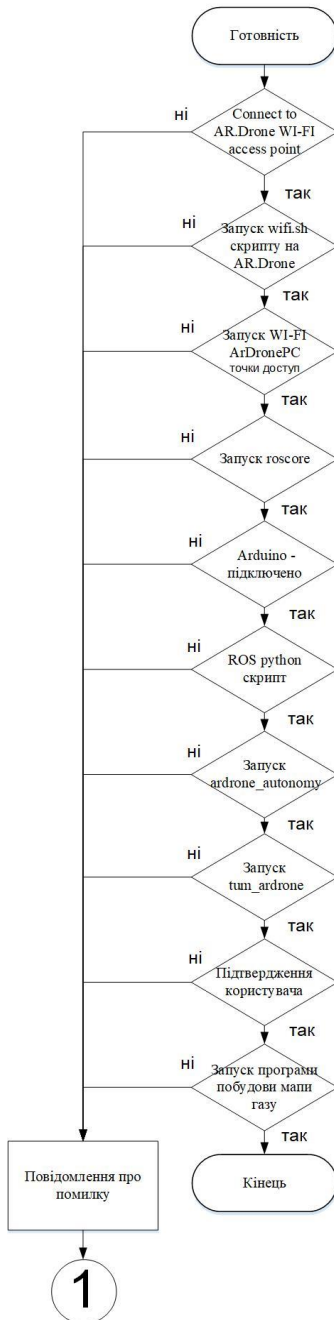 Готовність
ні
Connect to
AR.Drone WI-FI
access point
так
ні
Запуск wifi.sh
скрипту на
AR.Drone
так
ні
Запуск WI-FI
ArDronePC
точки доступ
так
ні
Запуск roscore
так
ні
Arduino -
підключено
так
ні
ROS python
скрипт
так
ні
Запуск
ardrone_autonomy
так
ні
Запуск
tum_ardrone
так
ні
Підтвердження
користувача
так
ні
Запуск програми
побудови мапи
газу
так
Повідомлення про
помилку
Кінець
1